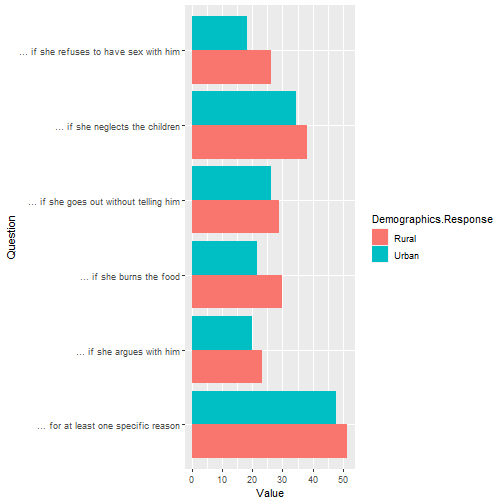 ... if she refuses to have sex with him
... if she neglects the children
... if she goes out without telling him
... if she burns the food
... if she argues with him
... for at least one specific reason
Question
0 10 20 30 40 50
Value
Demographics.Response
Rural
Urban